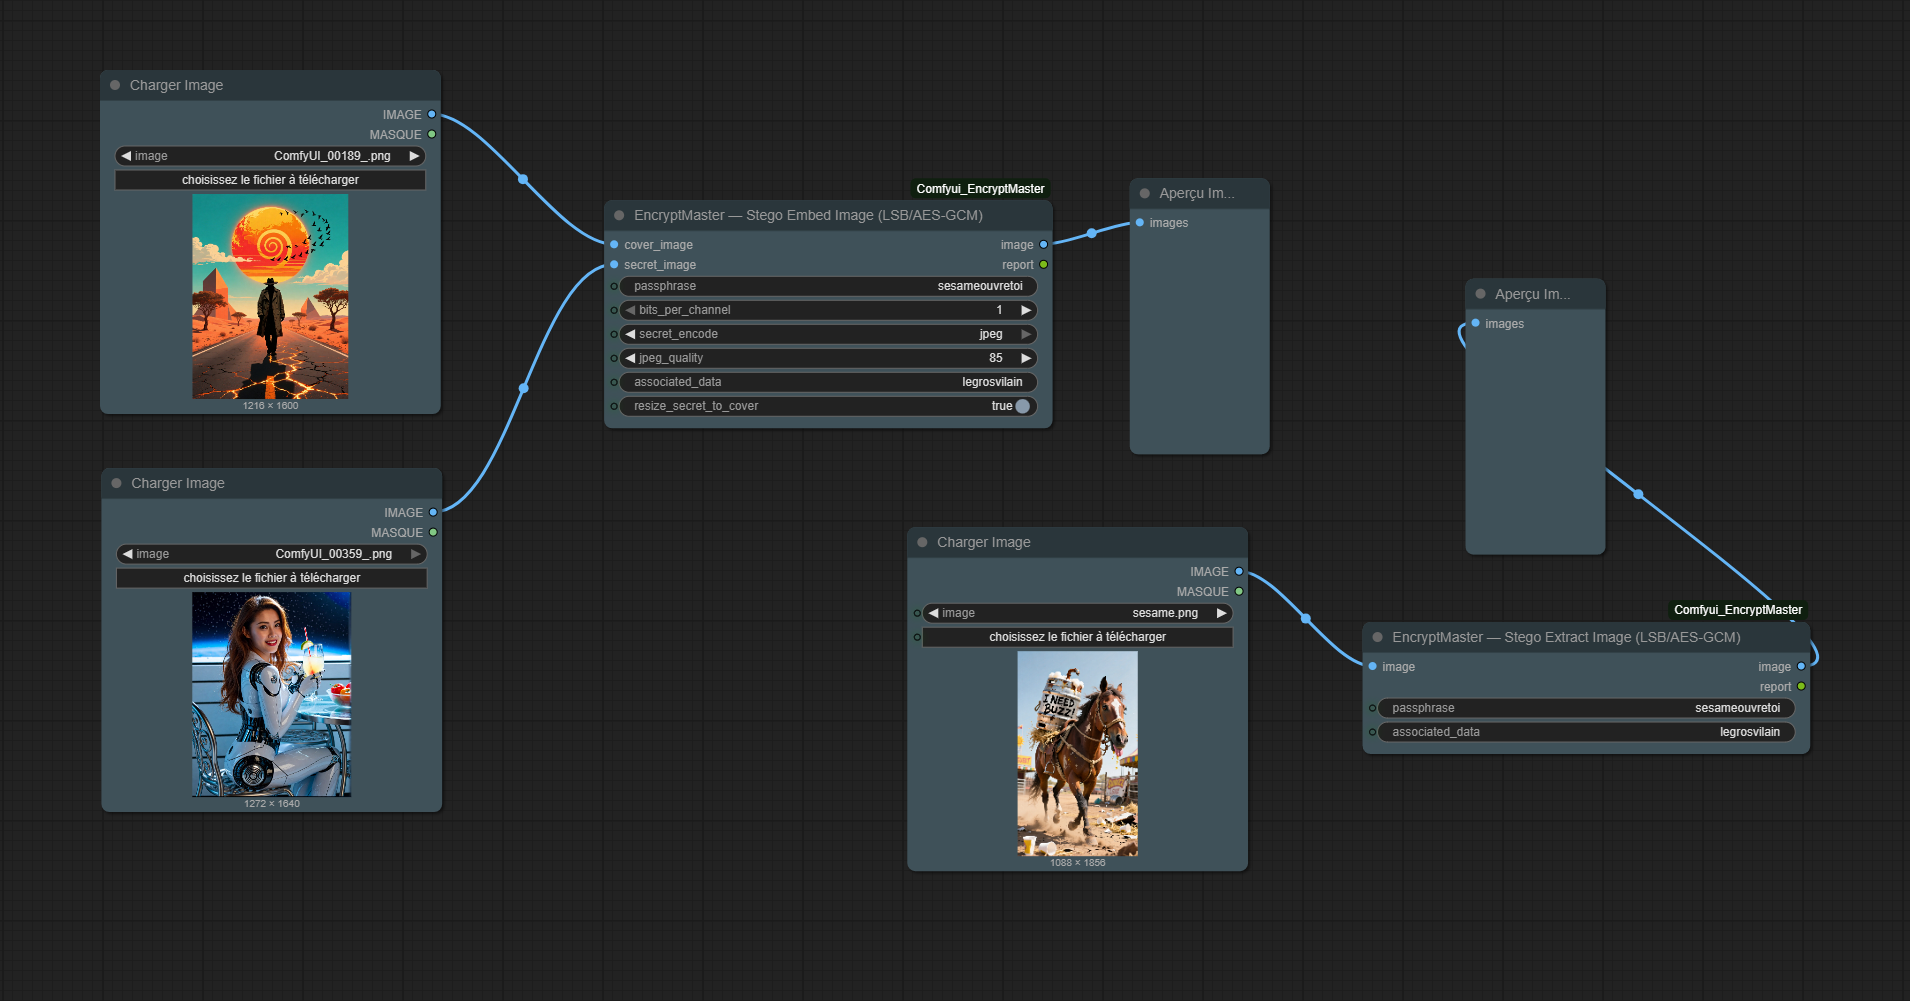 Charger Image
IMAGE
MASQUE
image ComfyUI_00189_.png
choisissez le fichier à télécharger
1216 × 1600
Charger Image
IMAGE
MASQUE
image ComfyUI_00359_.png
choisissez le fichier à télécharger
1272 × 1640
Comfyui_EncryptMaster
EncryptMaster — Stego Embed Image (LSB/AES-GCM)
cover_image image
secret_image report
passphrase sesameouvretoi
bits_per_channel 1
secret_encode jpeg
jpeg_quality 85
associated_data legrosvilain
resize_secret_to_cover true
Aperçu Im...
images
Charger Image
IMAGE
MASQUE
image sesame.png
choisissez le fichier à télécharger
I NEED
BUZZ!
1088 × 1856
Aperçu Im...
images
Comfyui_EncryptMaster
EncryptMaster — Stego Extract Image (LSB/AES-GCM)
image image
report
passphrase sesameouvretoi
associated_data legrosvilain